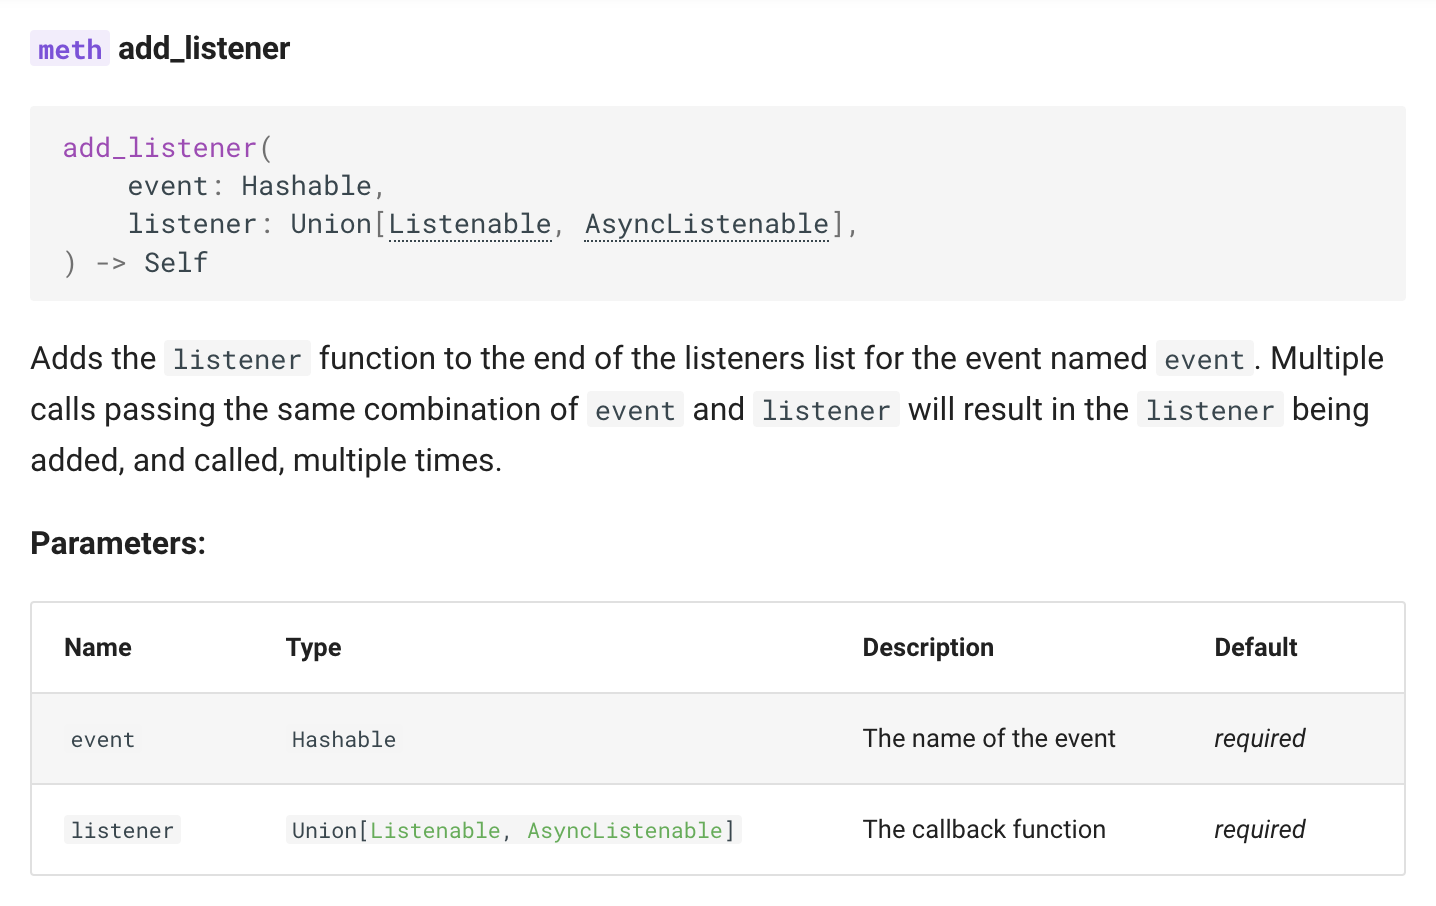 meth add_listener
add_listener(
    event: Hashable,
    listener: Union[Listenable, AsyncListenable],
) -> Self
Adds the listener function to the end of the listeners list for the event named event. Multiple
calls passing the same combination of event and listener will result in the listener being
added, and called, multiple times.
Parameters:
Name Type Description Default
event Hashable The name of the event required
listener Union[Listenable, AsyncListenable] The callback function required